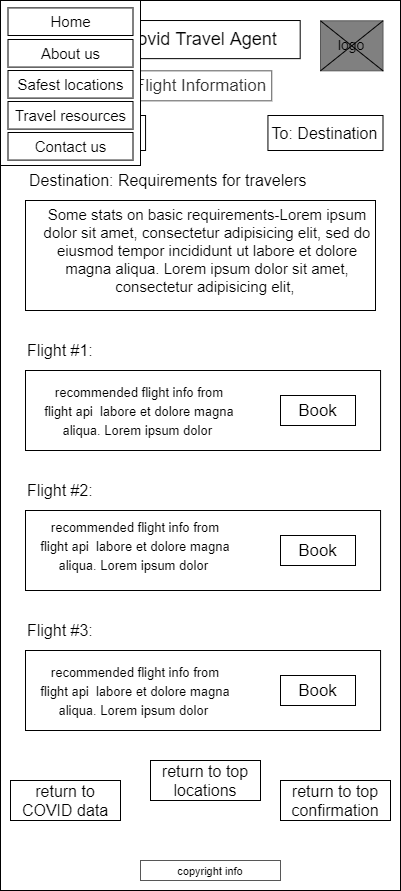 Home
About us
Safest locations
Travel resources
Contact us
Travel Agent
logo
Flight Information
To: Destination
Destination: Requirements for travelers
Some stats on basic requirements-Lorem ipsum
dolor sit amet, consectetur adipisicing elit, sed do
eiusmod tempor incididunt ut labore et dolore
magna aliqua. Lorem ipsum dolor sit amet,
consectetur adipisicing elit,
Flight #1:
recommended flight info from
flight api labore et dolore magna
aliqua. Lorem ipsum dolor
Book
Flight #2:
recommended flight info from
flight api labore et dolore magna
aliqua. Lorem ipsum dolor
Book
Flight #3:
recommended flight info from
flight api labore et dolore magna
aliqua. Lorem ipsum dolor
Book
return to
COVID data
return to top
locations
return to top
confirmation
copyright info